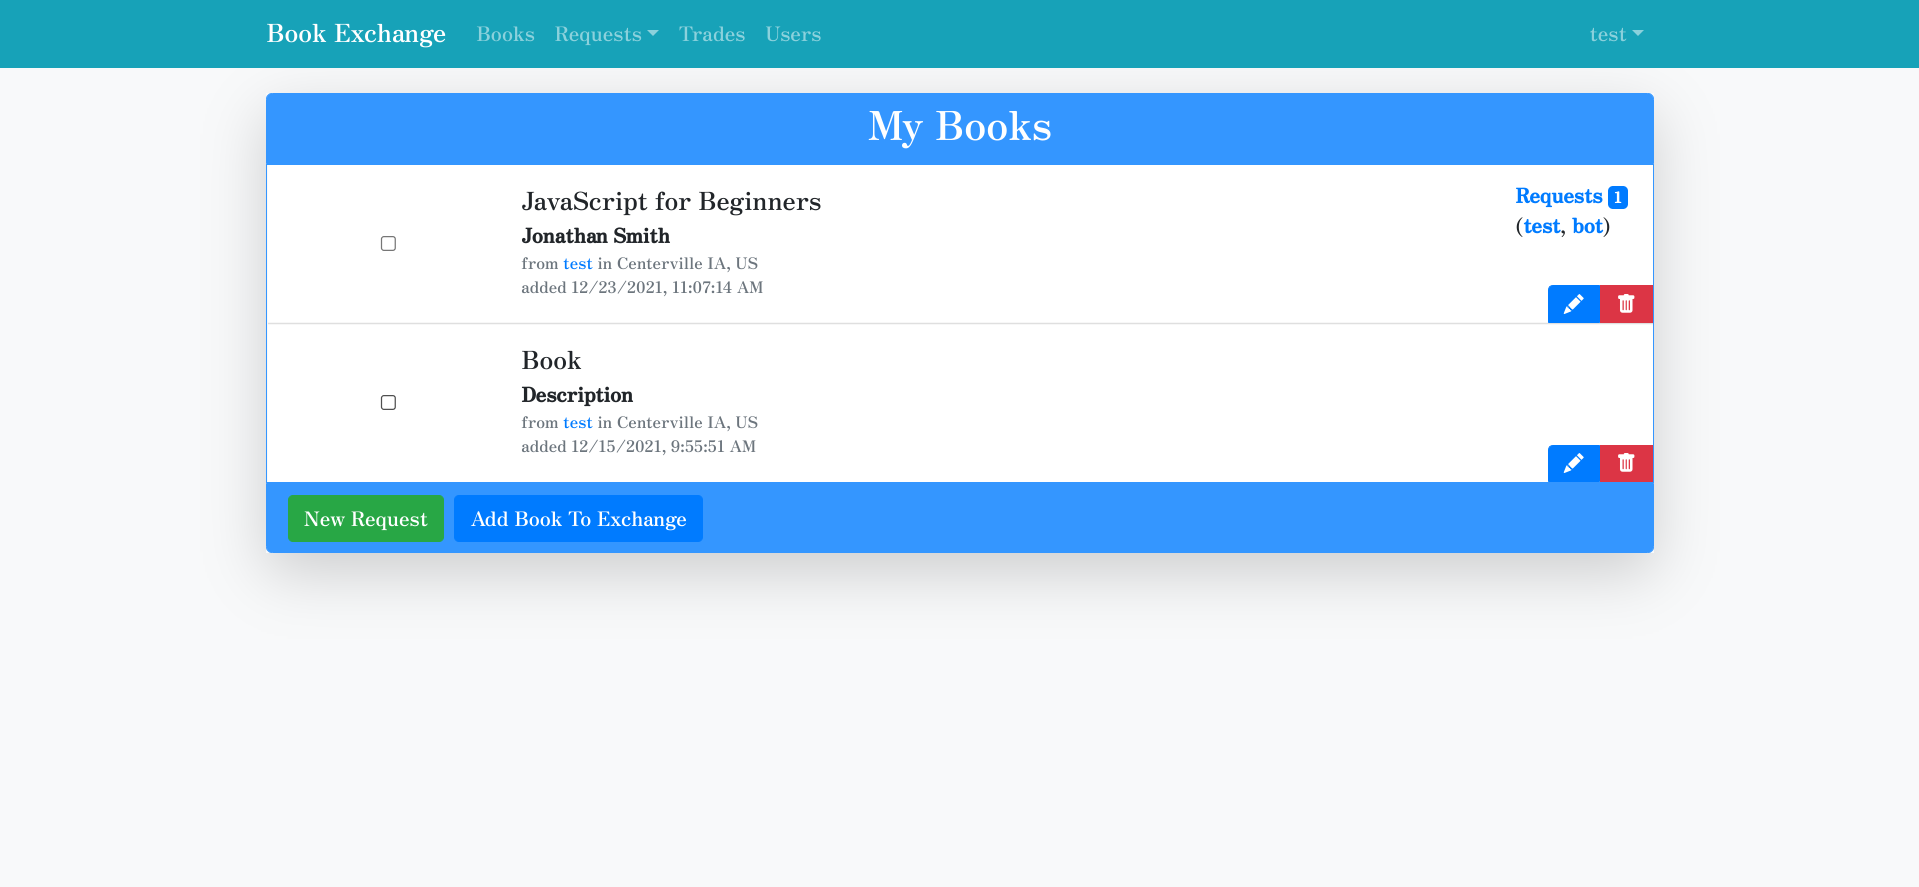 Book Exchange Books Requests Trades Users test
My Books
JavaScript for Beginners
Jonathan Smith
from test in Centerville IA, US
added 12/23/2021, 11:07:14 AM
Requests 1
(test, bot)
Book
Description
from test in Centerville IA, US
added 12/15/2021, 9:55:51 AM
New Request Add Book To Exchange